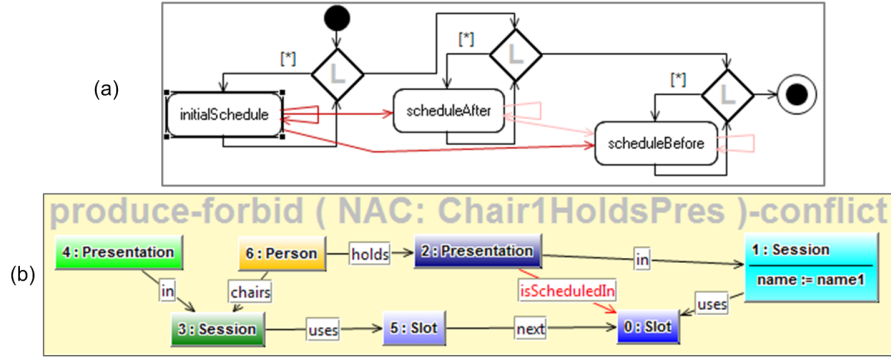 (a)
[*]
L
initialSchedule
[*]
L
scheduleAfter
[*]
L
scheduleBefore
(b)
produce-forbid ( NAC: Chair1HoldsPres )-conflict
4 : Presentation
6 : Person
holds
2 : Presentation
in
1 : Session
name := name1
in
chairs
isScheduledIn
uses
3 : Session
uses
5 : Slot
next
0 : Slot